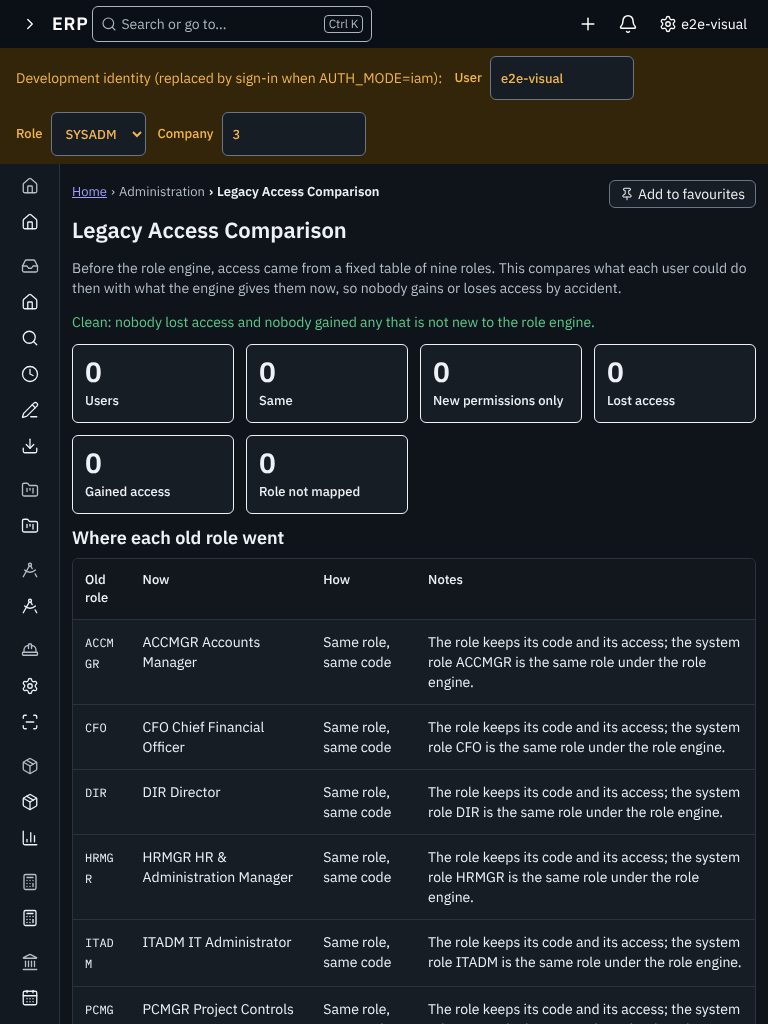 ERP
Search or go to...
Ctrl K
e2e-visual
Development identity (replaced by sign-in when AUTH_MODE=iam):
User
e2e-visual
Role
SYSADM
Company
3
Home › Administration › Legacy Access Comparison
Add to favourites
Legacy Access Comparison
Before the role engine, access came from a fixed table of nine roles. This compares what each user could do
then with what the engine gives them now, so nobody gains or loses access by accident.
Clean: nobody lost access and nobody gained any that is not new to the role engine.
0
Users
0
Same
0
New permissions only
0
Lost access
0
Gained access
0
Role not mapped
Where each old role went
Old
role
Now
How
Notes
ACCM
GR
ACCMGR Accounts
Manager
Same role,
same code
The role keeps its code and its access; the system
role ACCMGR is the same role under the role
engine.
CFO
CFO Chief Financial
Officer
Same role,
same code
The role keeps its code and its access; the system
role CFO is the same role under the role engine.
DIR
DIR Director
Same role,
same code
The role keeps its code and its access; the system
role DIR is the same role under the role engine.
HRMG
R
HRMGR HR &
Administration Manager
Same role,
same code
The role keeps its code and its access; the system
role HRMGR is the same role under the role
engine.
ITAD
M
ITADM IT Administrator
Same role,
same code
The role keeps its code and its access; the system
role ITADM is the same role under the role engine.
PCMG
PCMGR Project Controls
Same role,
The role keeps its code and its access; the system